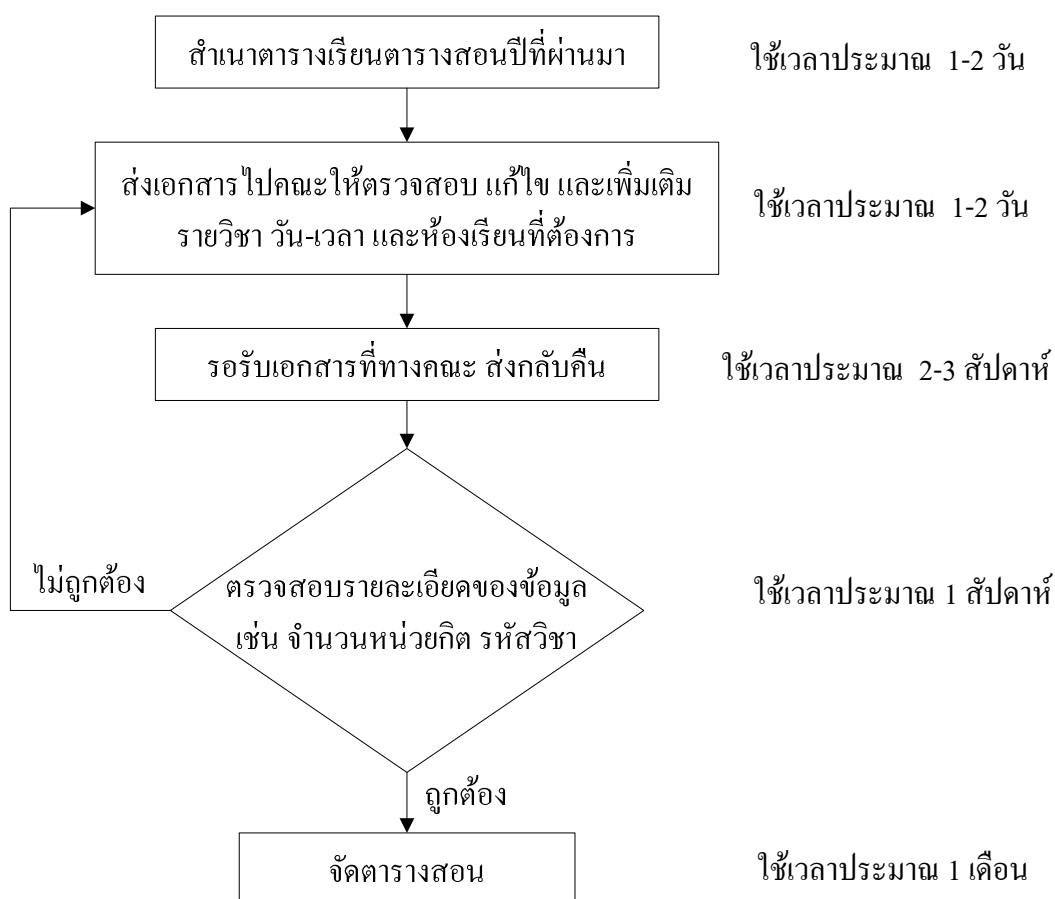 สำเนาตารางเรียนตารางสอนปีที่ผ่านมา
ใช้เวลาประมาณ 1-2 วัน
ส่งเอกสารไปคณะให้ตรวจสอบ แก้ไข และเพิ่มเติม
รายวิชา วัน-เวลา และห้องเรียนที่ต้องการ
ใช้เวลาประมาณ 1-2 วัน
รอรับเอกสารที่ทางคณะ ส่งกลับคืน
ใช้เวลาประมาณ 2-3 สัปดาห์
ไม่ถูกต้อง
ตรวจสอบรายละเอียดของข้อมูล
เช่น จำนวนหน่วยกิต รหัสวิชา
ใช้เวลาประมาณ 1 สัปดาห์
ถูกต้อง
จัดตารางสอน
ใช้เวลาประมาณ 1 เดือน